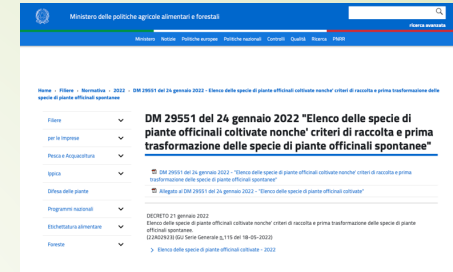 Ministero delle politiche agricole alimentari e forestali
ricerca avanzata
Ministero Notizie Politiche europee Politiche nazionali Controlli Qualità Ricerca PNRR
Home › Filiere › Normativa › 2022 › DM 29551 del 24 gennaio 2022 - Elenco delle specie di piante officinali coltivate nonche' criteri di raccolta e prima trasformazione delle
specie di piante officinali spontanee
Filiere
per le Imprese
Pesca e Acquacoltura
Ippica
Difesa delle piante
Programmi nazionali
Etichettatura alimentare
Foreste
DM 29551 del 24 gennaio 2022 "Elenco delle specie di
piante officinali coltivate nonche' criteri di raccolta e prima
trasformazione delle specie di piante officinali spontanee"
DM 29551 del 24 gennaio 2022 - "Elenco delle specie di piante officinali coltivate nonche' criteri di raccolta e prima
trasformazione delle specie di piante officinali spontanee"
Allegato al DM 29551 del 24 gennaio 2022 - "Elenco delle specie di piante officinali coltivate"
DECRETO 21 gennaio 2022
Elenco delle specie di piante officinali coltivate nonche' criteri di raccolta e prima trasformazione delle specie di piante
officinali spontanee.
(22A02923) (GU Serie Generale n.115 del 18-05-2022)
Elenco delle specie di piante officinali coltivate - 2022